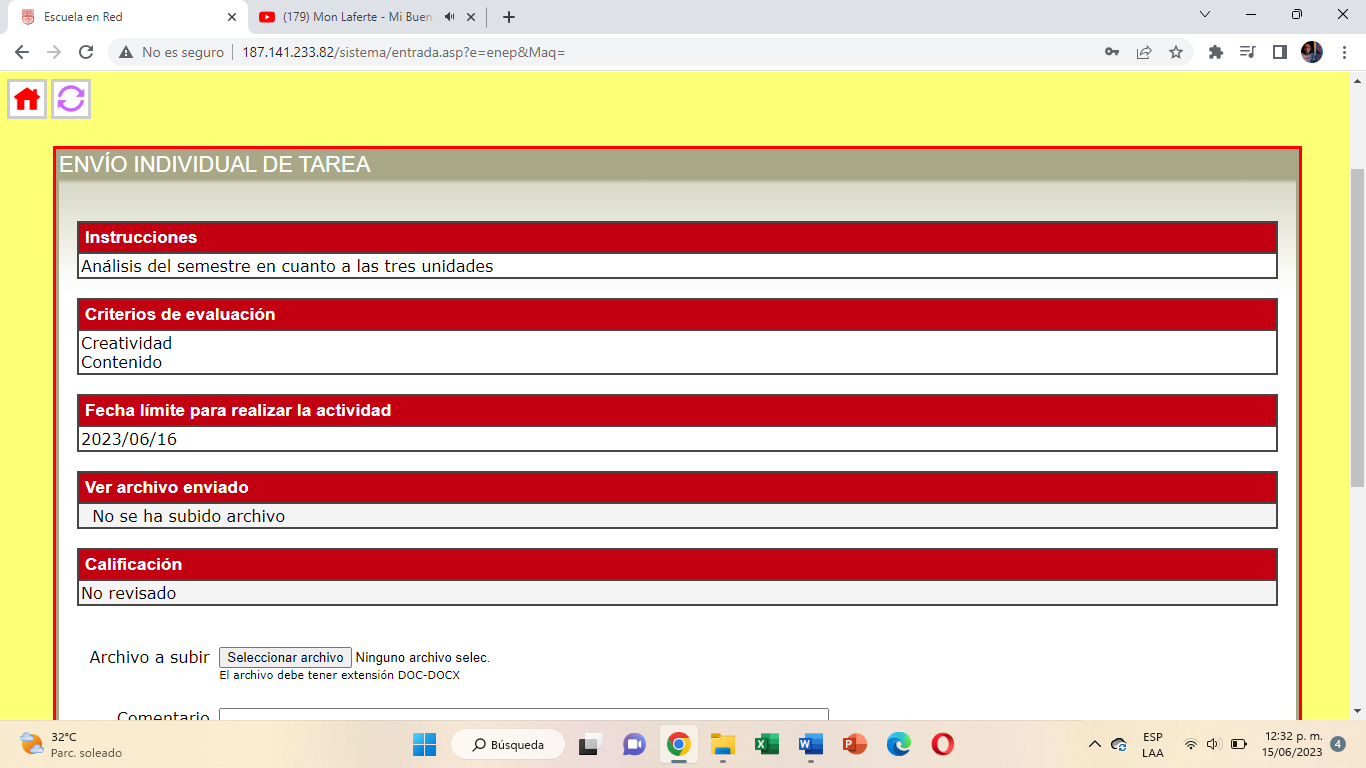 Escuela en Red
(179) Mon Laferte - Mi Buen
No es seguro
187.141.233.82/sistema/entrada.asp?e=enep&Maq=
ENVÍO INDIVIDUAL DE TAREA
Instrucciones
Análisis del semestre en cuanto a las tres unidades
Criterios de evaluación
Creatividad
Contenido
Fecha límite para realizar la actividad
2023/06/16
Ver archivo enviado
No se ha subido archivo
Calificación
No revisado
Archivo a subir Seleccionar archivo Ninguno archivo selec.
El archivo debe tener extensión DOC-DOCX
Comentario
32°C
Parc. soleado
Búsqueda
ESP
LAA
12:32 p. m.
15/06/2023
4